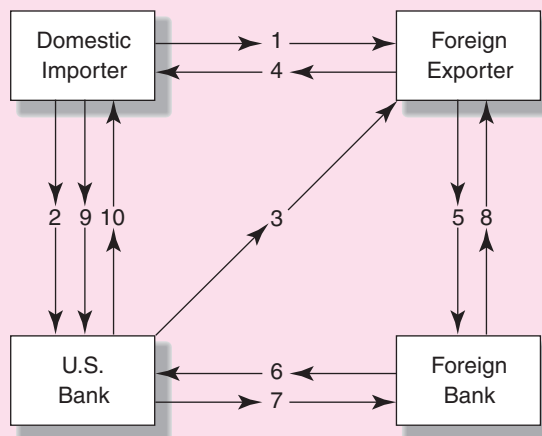 Domestic
Importer
1
4
Foreign
Exporter
2 9 10
3
5 8
U.S.
Bank
6
7
Foreign
Bank